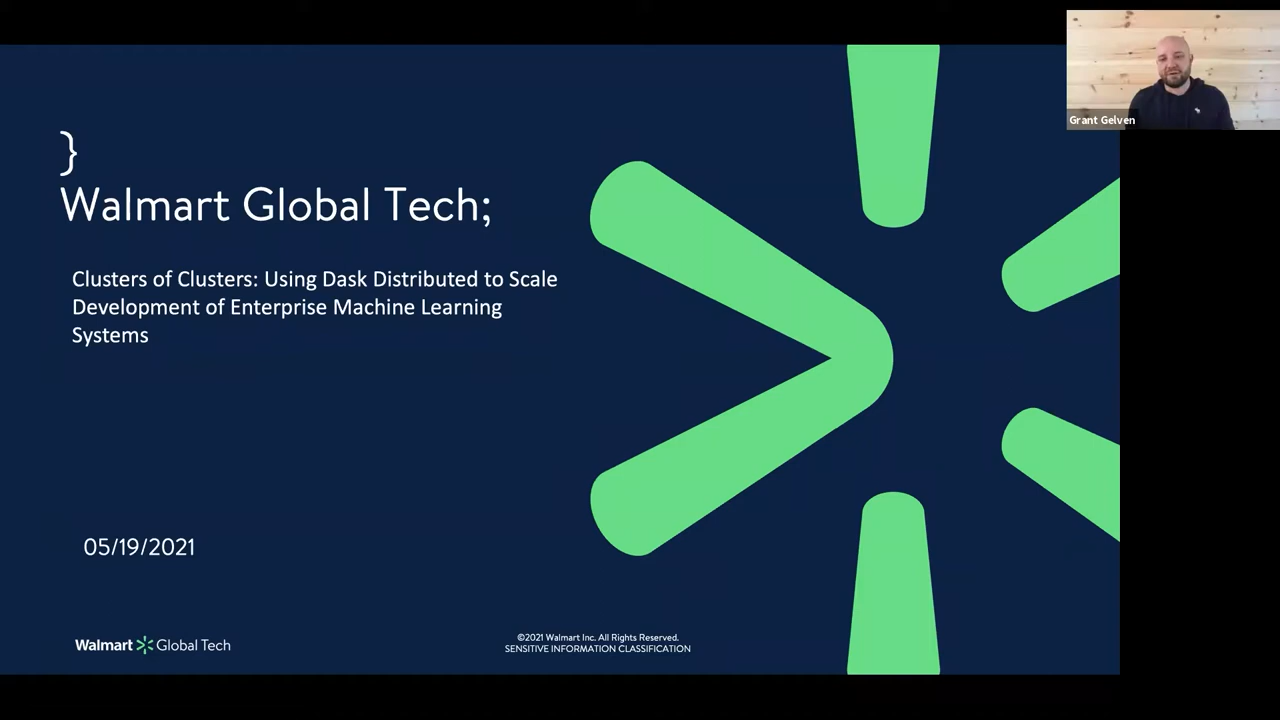 }
Walmart Global Tech;
Clusters of Clusters: Using Dask Distributed to Scale
Development of Enterprise Machine Learning
Systems
05/19/2021
Walmart Global Tech
©2021 Walmart Inc. All Rights Reserved.
SENSITIVE INFORMATION CLASSIFICATION
Grant Gelven